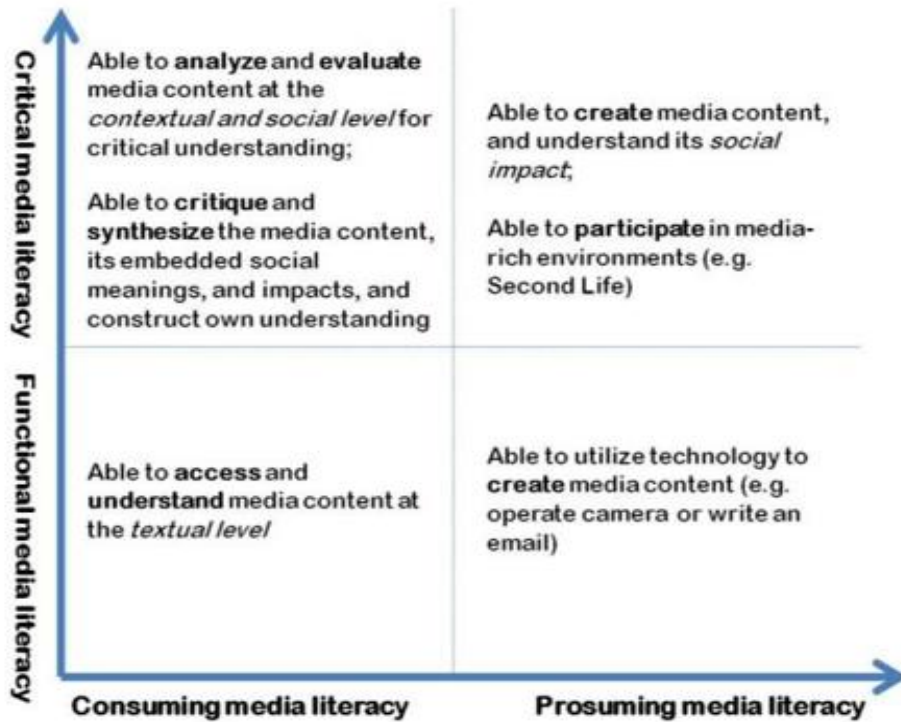 Critical media literacy
Able to analyze and evaluate
media content at the
contextual and social level for
critical understanding;
Able to critique and
synthesize the media content,
its embedded social
meanings, and impacts, and
construct own understanding
Able to create media content,
and understand its social
impact;
Able to participate in media-
rich environments (e.g.
Second Life)
Functional media literacy
Able to access and
understand media content at
the textual level
Able to utilize technology to
create media content (e.g.
operate camera or write an
email)
Consuming media literacy
Prosuming media literacy